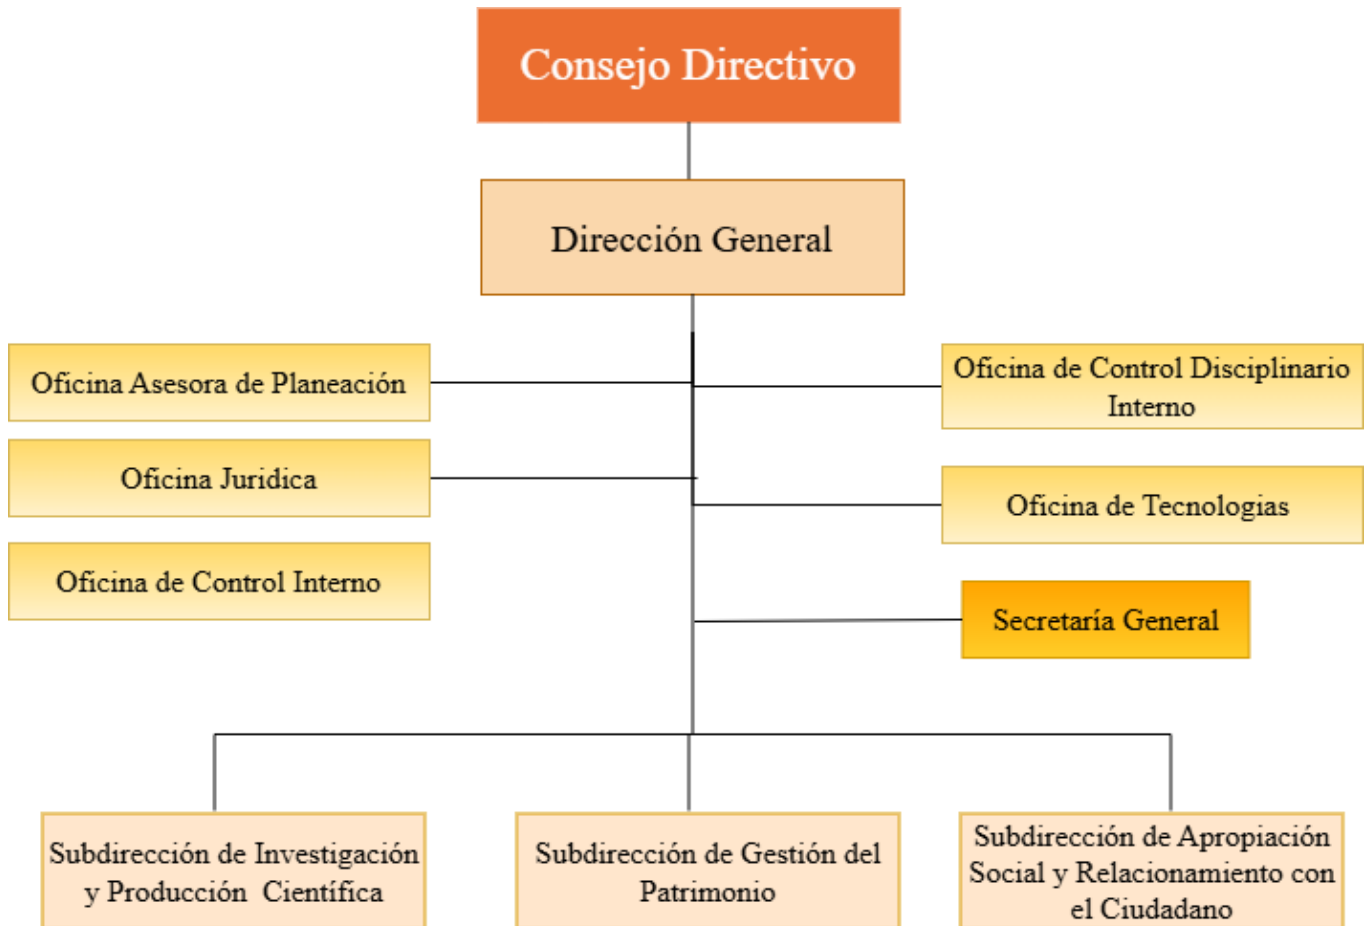 Consejo Directivo
Dirección General
Oficina Asesora de Planeación
Oficina Juridica
Oficina de Control Interno
Oficina de Control Disciplinario
Interno
Oficina de Tecnologias
Secretaría General
Subdirección de Investigación
y Producción Científica
Subdirección de Gestión del
Patrimonio
Subdirección de Apropiación
Social y Relacionamiento con
el Ciudadano